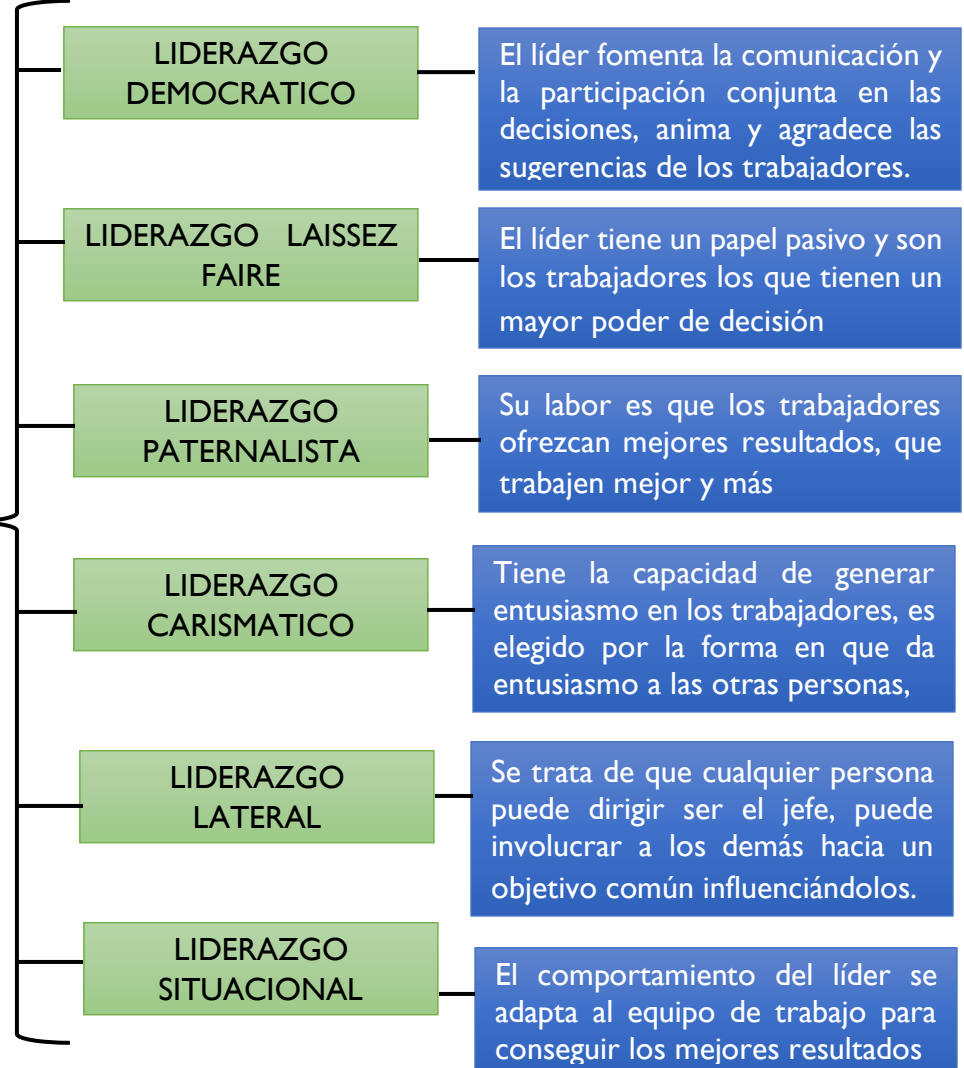 LIDERAZGO
DEMOCRATICO
El líder fomenta la comunicación y
la participación conjunta en las
decisiones, anima y agradece las
sugerencias de los trabajadores.
LIDERAZGO LAISSEZ
FAIRE
El líder tiene un papel pasivo y son
los trabajadores los que tienen un
mayor poder de decisión
LIDERAZGO
PATERNALISTA
Su labor es que los trabajadores
ofrezcan mejores resultados, que
trabajen mejor y más
LIDERAZGO
CARISMATICO
Tiene la capacidad de generar
entusiasmo en los trabajadores, es
elegido por la forma en que da
entusiasmo a las otras personas,
LIDERAZGO
LATERAL
Se trata de que cualquier persona
puede dirigir ser el jefe, puede
involucrar a los demás hacia un
objetivo común influenciándolos.
LIDERAZGO
SITUACIONAL
El comportamiento del líder se
adapta al equipo de trabajo para
conseguir los mejores resultados